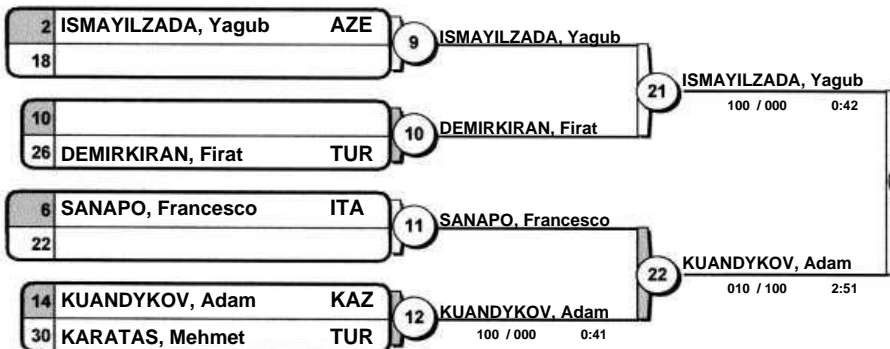 2 ISMAYILZADA, Yagub AZE
18
9
ISMAYILZADA, Yagub
10
26 DEMIRKIRAN, Firat TUR
10
DEMIRKIRAN, Firat
21
ISMAYILZADA, Yagub
100 / 000 0:42
6 SANAPO, Francesco ITA
22
11
SANAPO, Francesco
14 KUANDYKOV, Adam KAZ
30 KARATAS, Mehmet TUR
12
KUANDYKOV, Adam
100 / 000 0:41
22
KUANDYKOV, Adam
010 / 100 2:51